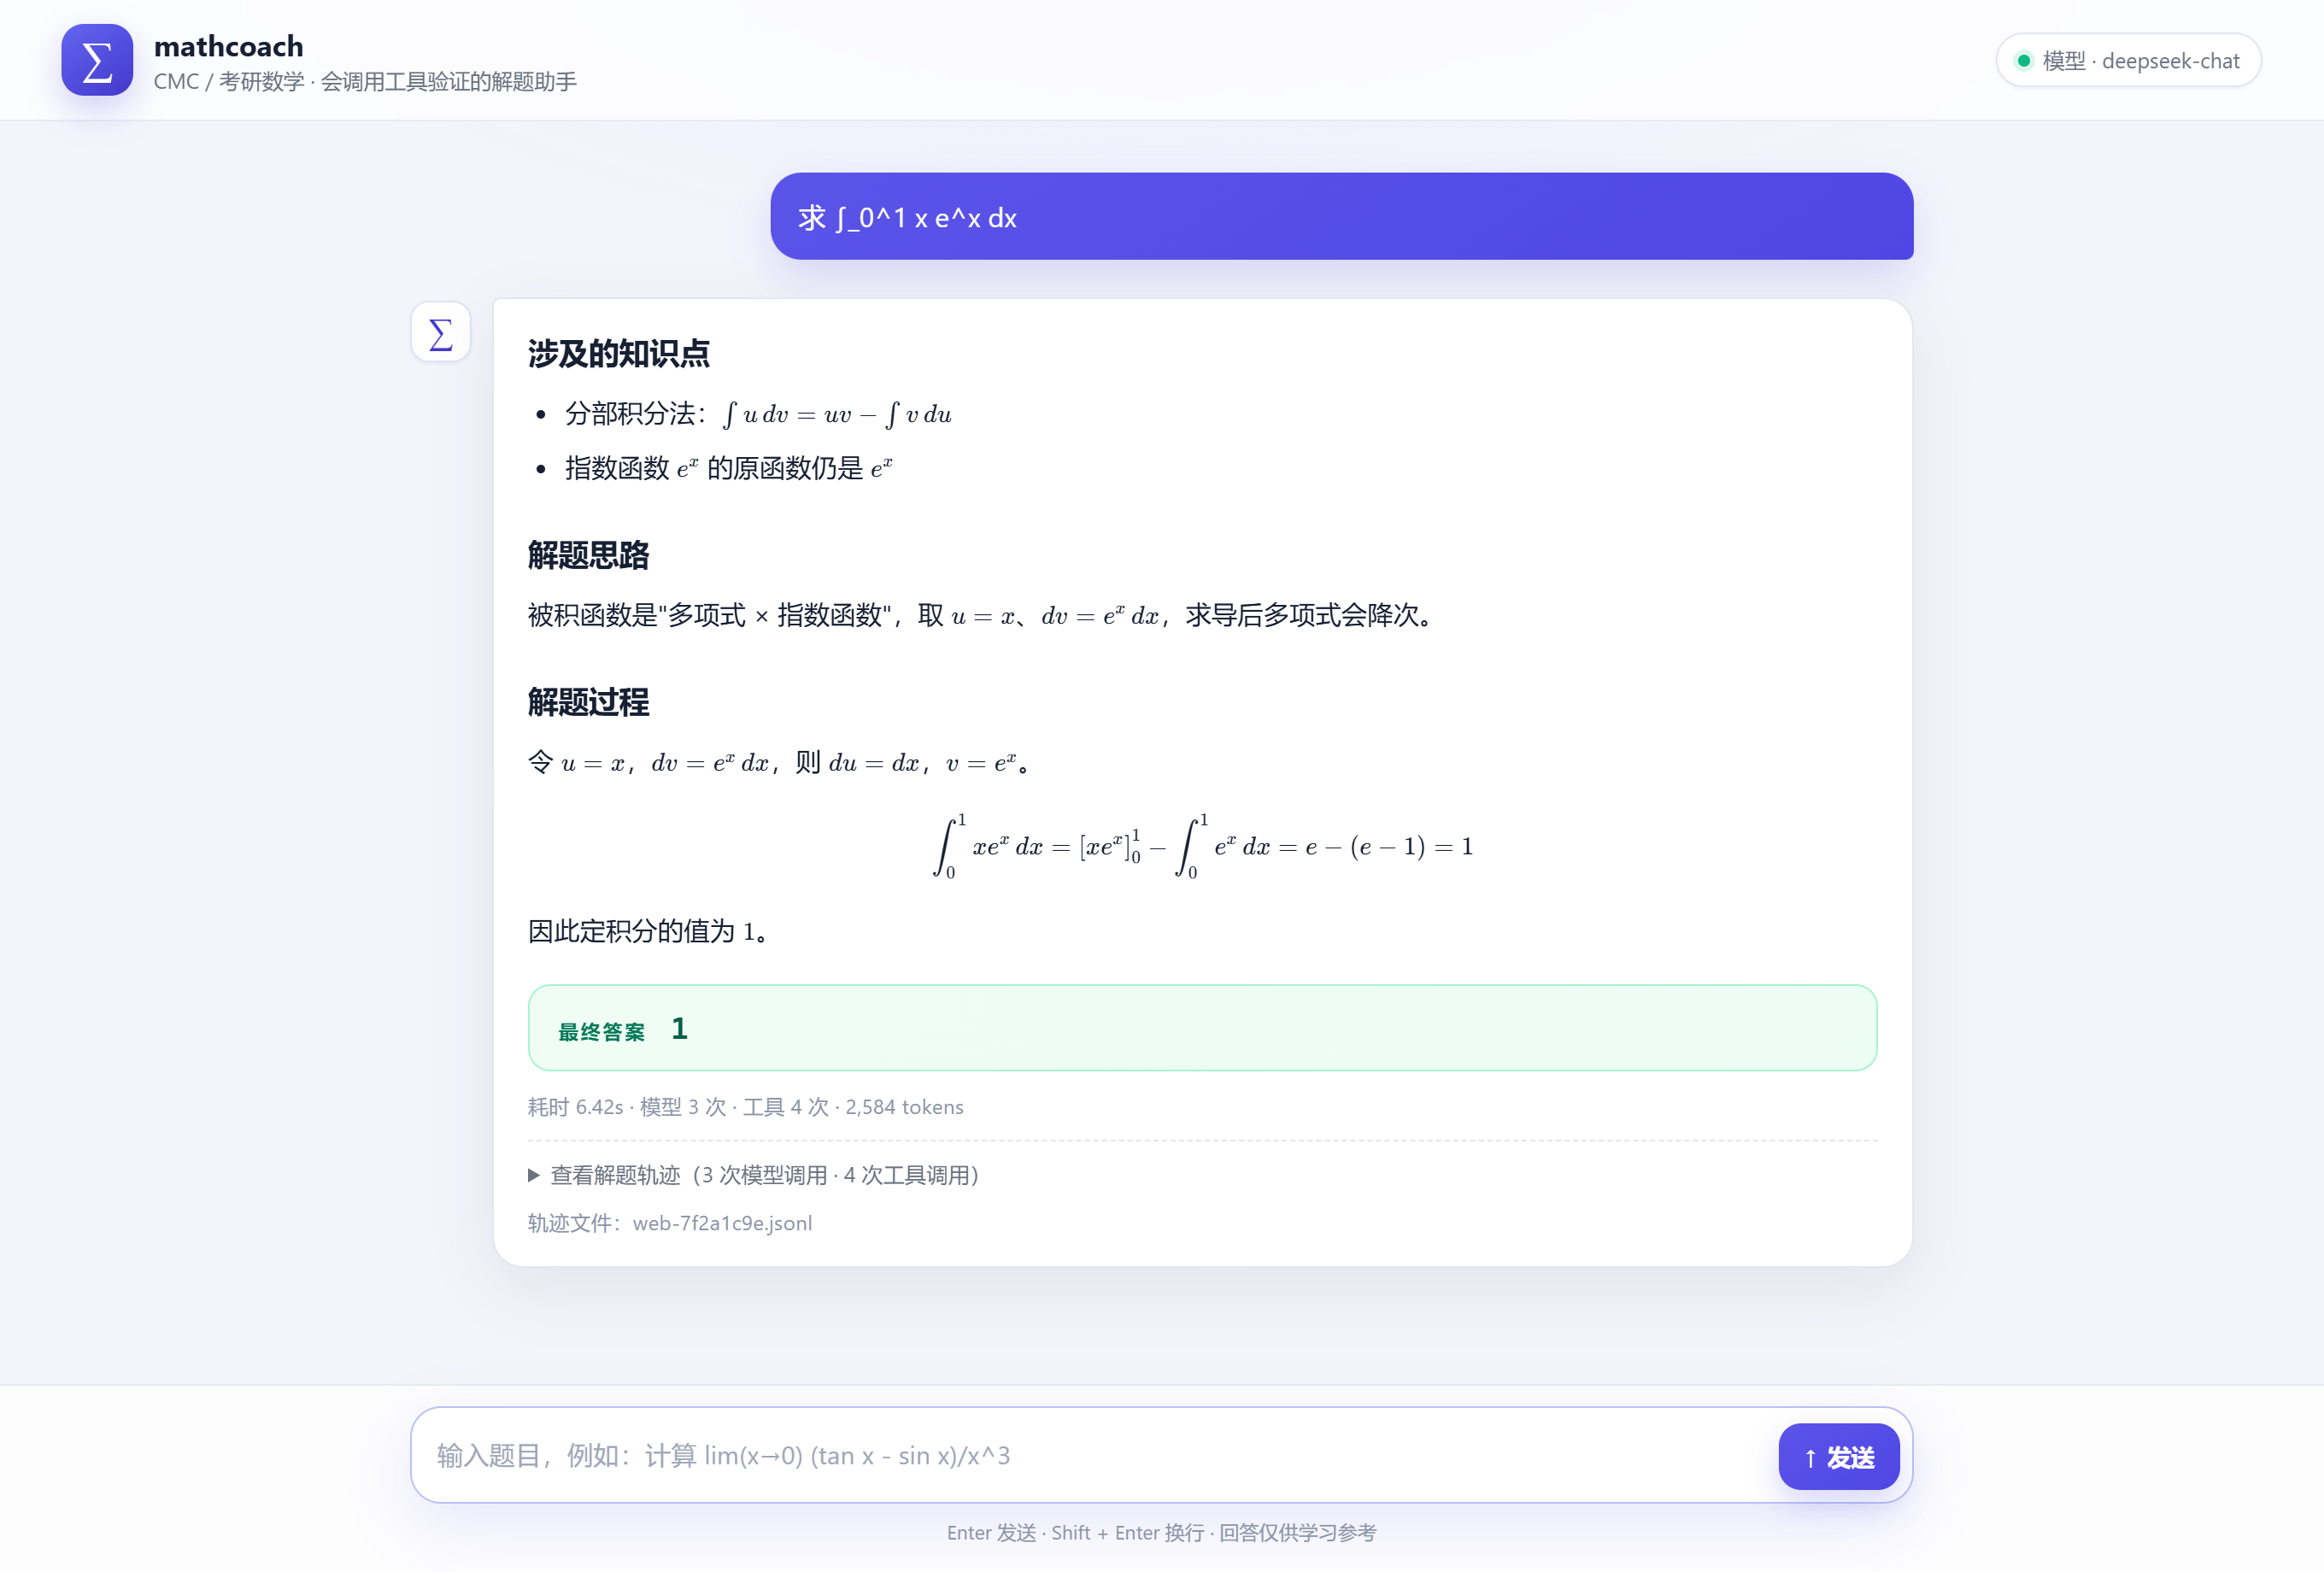 ∑
mathcoach
CMC / 考研数学 · 会调用工具验证的解题助手
模型 · deepseek-chat
求 ∫_0^1 x e^x dx
∑
涉及的知识点
• 分部积分法：∫ u dv = uv − ∫ v du
• 指数函数 e^x 的原函数仍是 e^x
解题思路
被积函数是"多项式 × 指数函数"，取 u = x、dv = e^x dx，求导后多项式会降次。
解题过程
令 u = x，dv = e^x dx，则 du = dx，v = e^x。
∫_0^1 xe^x dx = [xe^x]_0^1 − ∫_0^1 e^x dx = e − (e − 1) = 1
因此定积分的值为 1。
最终答案 1
耗时 6.42s · 模型 3 次 · 工具 4 次 · 2,584 tokens
▶ 查看解题轨迹（3 次模型调用 · 4 次工具调用）
轨迹文件：web-7f2a1c9e.jsonl
输入题目，例如：计算 lim(x→0) (tan x - sin x)/x^3
↑ 发送
Enter 发送 · Shift + Enter 换行 · 回答仅供学习参考